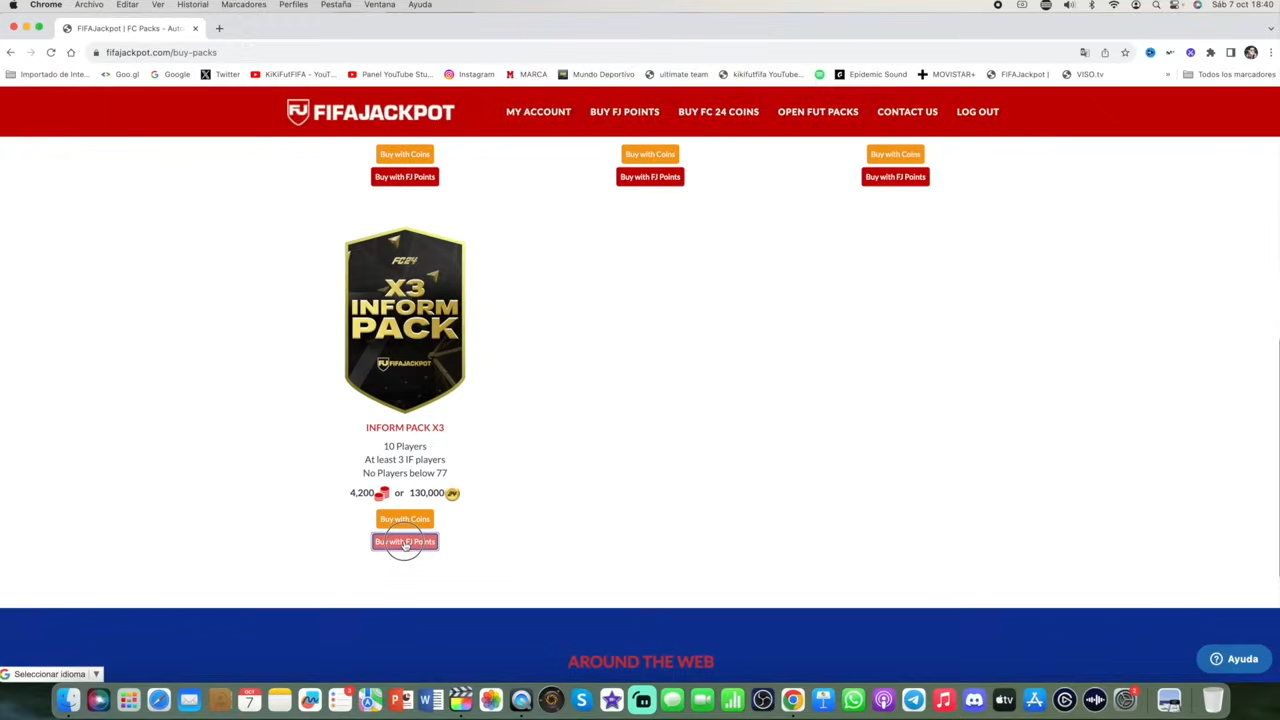 Chrome Archivo Editar Ver Historial Marcadores Perfiles Pestaña Ventana Ayuda Sáb 7 oct 18:40
FIFAJackpot | FC Packs - Auto
fifajackpot.com/buy-packs
Importado de Inte... Goo.gl Google Twitter KiKiFutFIFA - YouT... Panel YouTube Stu... Instagram MARCA Mundo Deportivo ultimate team kikifutfifa YouTube... Epidemic Sound MOVISTAR+ FIFAJackpot | VISO.tv » Todos los marcadores
FJ FIFAJACKPOT MY ACCOUNT BUY FJ POINTS BUY FC 24 COINS OPEN FUT PACKS CONTACT US LOG OUT
Buy with Coins Buy with Coins Buy with Coins
Buy with FJ Points Buy with FJ Points Buy with FJ Points
FC24
X3
INFORM
PACK
FJ FIFAJACKPOT
INFORM PACK X3
10 Players
At least 3 IF players
No Players below 77
4,200 or 130,000
Buy with Coins
Buy with FJ Points
AROUND THE WEB
Ayuda
Seleccionar idioma ▼